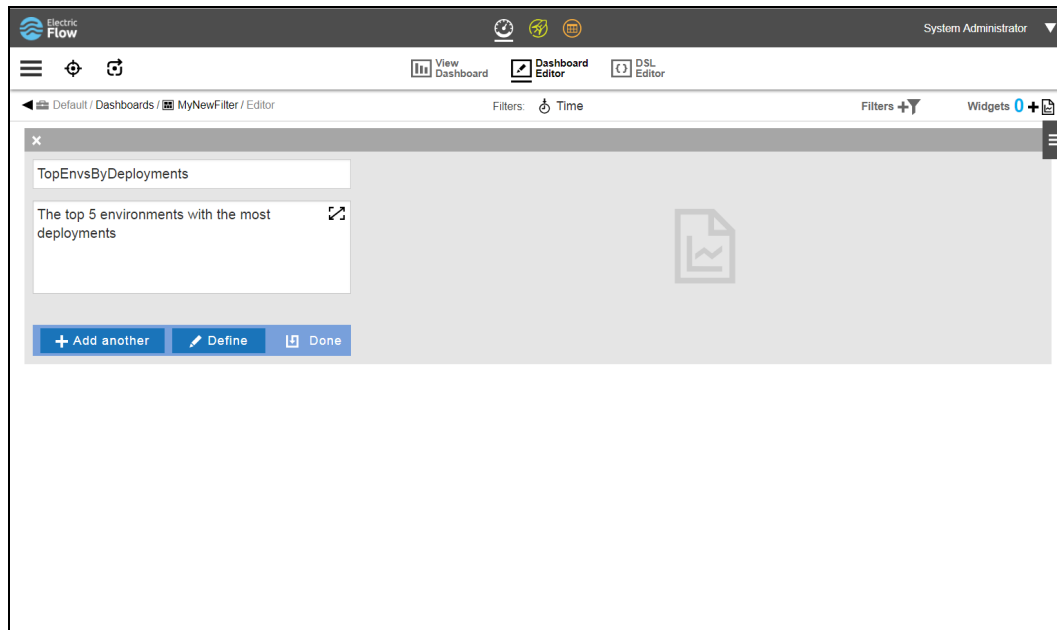 Electric
Flow
System Administrator
View
Dashboard
Dashboard
Editor
DSL
Editor
Default / Dashboards / MyNewFilter / Editor
Filters: Time
Filters
Widgets 0
TopEnvsByDeployments
The top 5 environments with the most
deployments
Add another
Define
Done